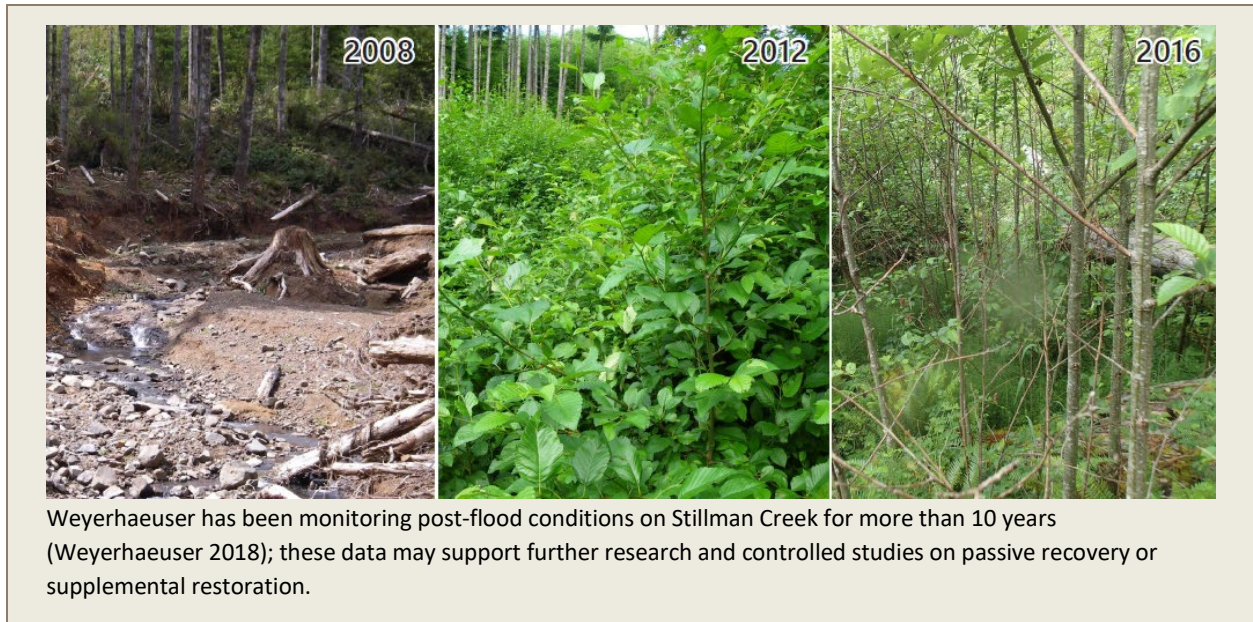 2008 2012 2016
Weyerhaeuser has been monitoring post-flood conditions on Stillman Creek for more than 10 years
(Weyerhaeuser 2018); these data may support further research and controlled studies on passive recovery or
supplemental restoration.